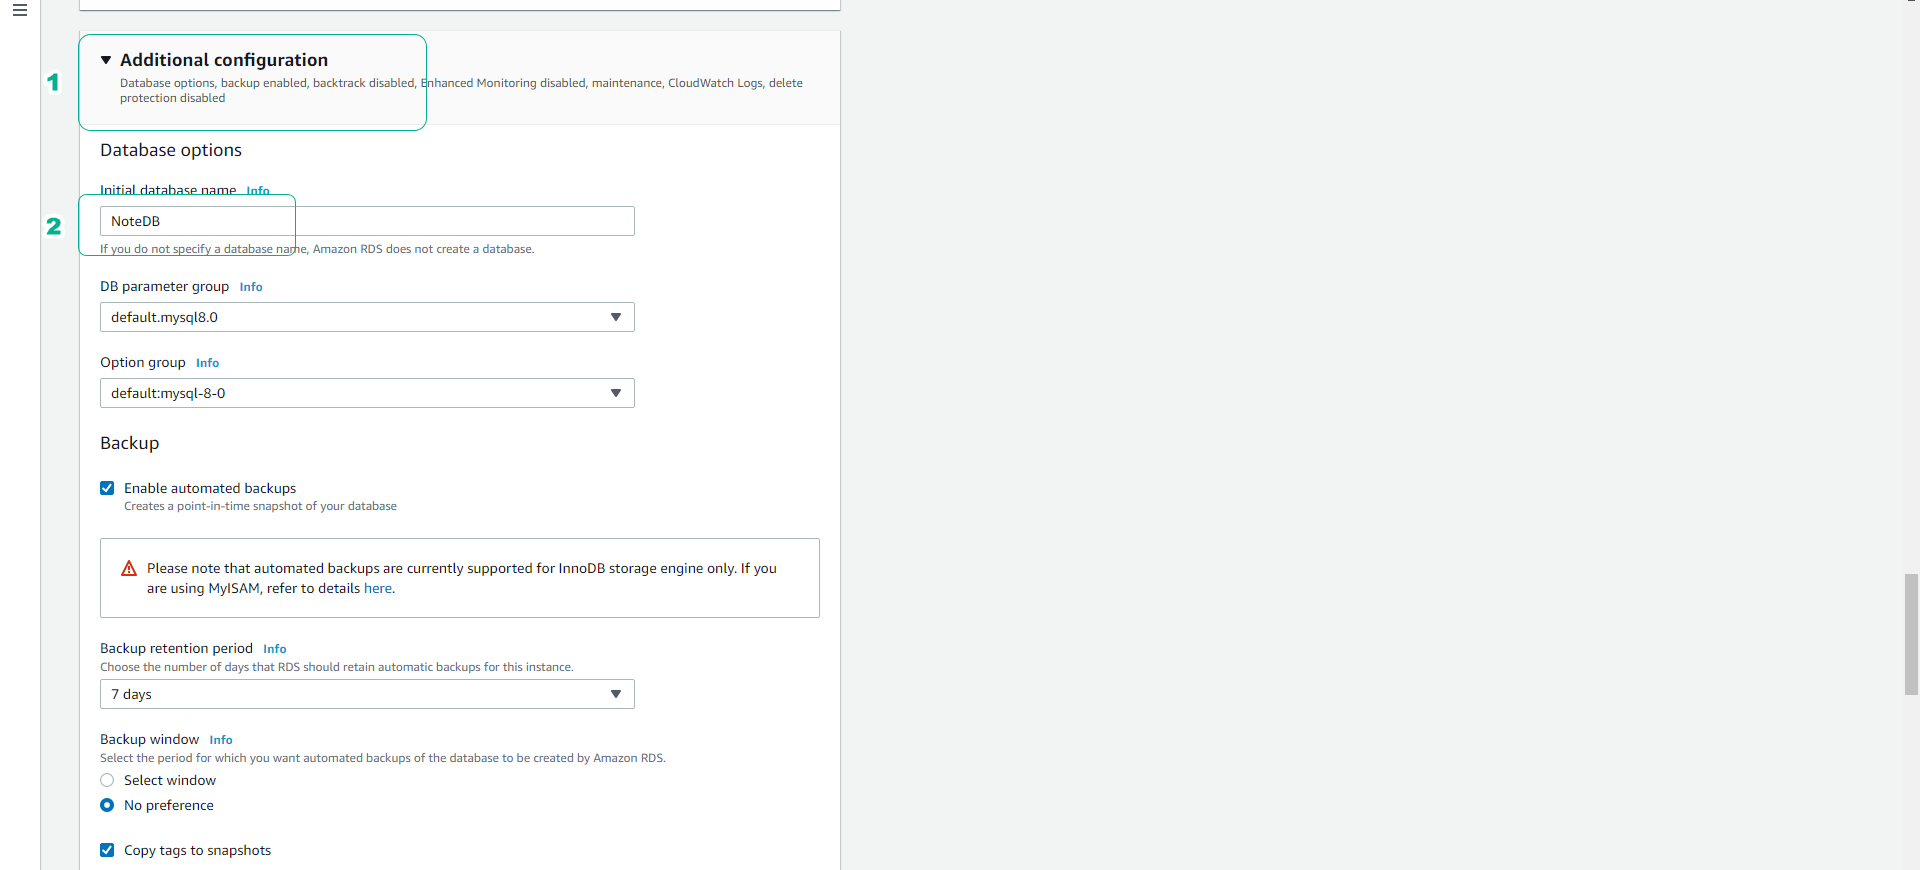 1
Additional configuration
Database options, backup enabled, backtrack disabled, Enhanced Monitoring disabled, maintenance, CloudWatch Logs, delete
protection disabled
Database options
Initial database name Info
2
NoteDB
If you do not specify a database name, Amazon RDS does not create a database.
DB parameter group Info
default.mysql8.0
Option group Info
default:mysql-8-0
Backup
Enable automated backups
Creates a point-in-time snapshot of your database
Please note that automated backups are currently supported for InnoDB storage engine only. If you
are using MyISAM, refer to details here.
Backup retention period Info
Choose the number of days that RDS should retain automatic backups for this instance.
7 days
Backup window Info
Select the period for which you want automated backups of the database to be created by Amazon RDS.
Select window
No preference
Copy tags to snapshots